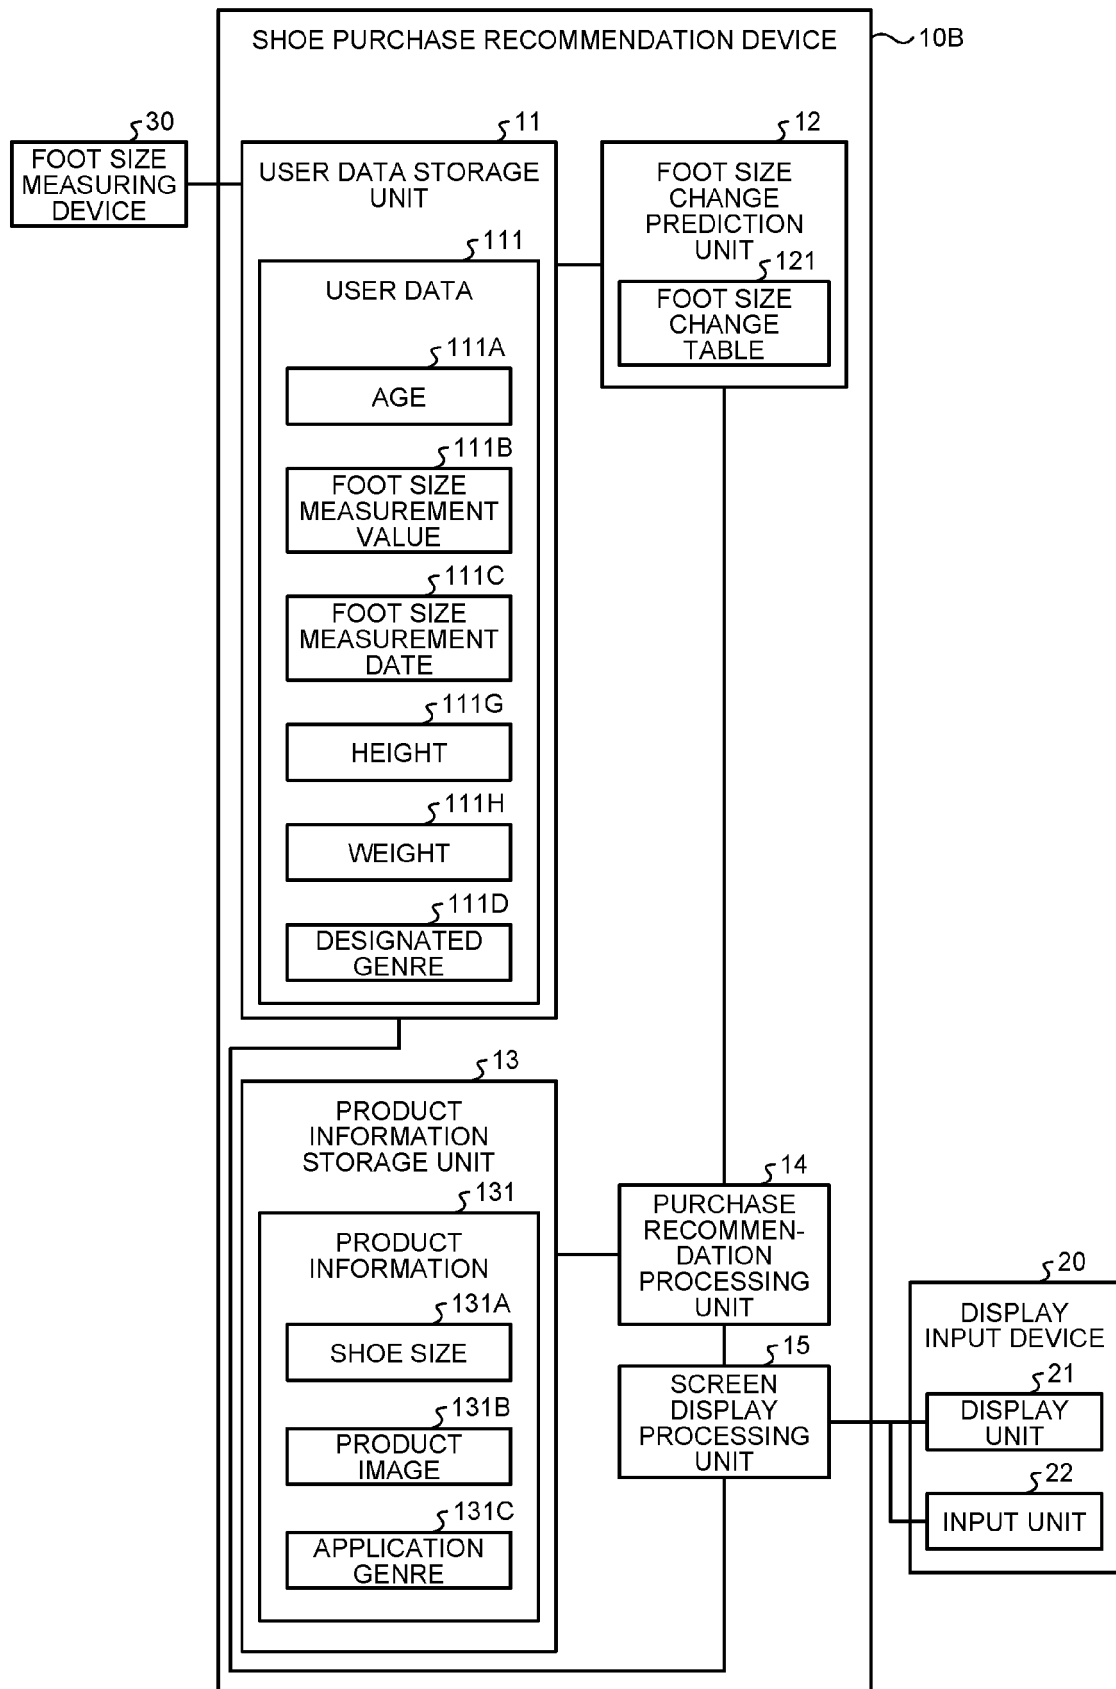 SHOE PURCHASE RECOMMENDATION DEVICE
10B
30
FOOT SIZE
MEASURING
DEVICE
11
USER DATA STORAGE
UNIT
111
USER DATA
111A
AGE
111B
FOOT SIZE
MEASUREMENT
VALUE
111C
FOOT SIZE
MEASUREMENT
DATE
111G
HEIGHT
111H
WEIGHT
111D
DESIGNATED
GENRE
12
FOOT SIZE
CHANGE
PREDICTION
UNIT
121
FOOT SIZE
CHANGE
TABLE
13
PRODUCT
INFORMATION
STORAGE UNIT
131
PRODUCT
INFORMATION
131A
SHOE SIZE
131B
PRODUCT
IMAGE
131C
APPLICATION
GENRE
14
PURCHASE
RECOMMEN-
DATION
PROCESSING
UNIT
15
SCREEN
DISPLAY
PROCESSING
UNIT
20
DISPLAY
INPUT DEVICE
21
DISPLAY
UNIT
22
INPUT UNIT